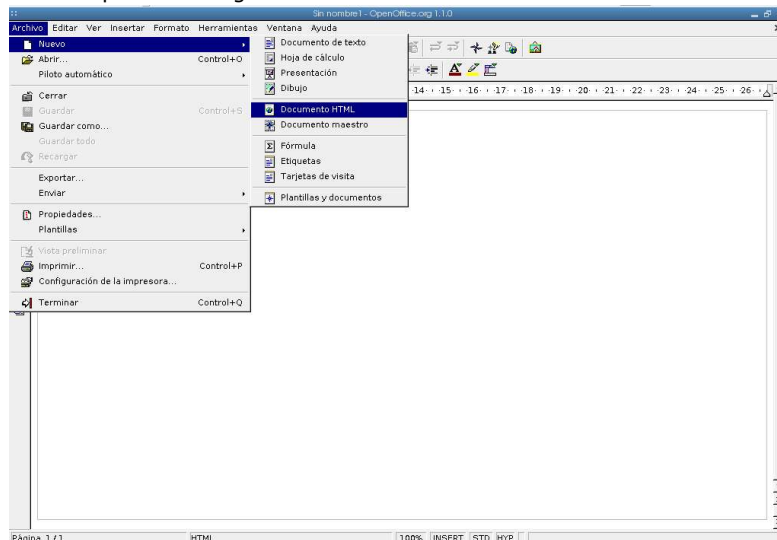 Sin nombre1 - OpenOffice.org 1.1.0
Archivo Editar Ver Insertar Formato Herramientas Ventana Ayuda
Nuevo
Abrir... Control+O
Piloto automático
Cerrar
Guardar Control+S
Guardar como...
Guardar todo
Recargar
Exportar...
Enviar
Propiedades...
Plantillas
Vista preliminar
Imprimir... Control+P
Configuración de la impresora...
Terminar Control+Q
Documento de texto
Hoja de cálculo
Presentación
Dibujo
Documento HTML
Documento maestro
Fórmula
Etiquetas
Tarjetas de visita
Plantillas y documentos
14 15 16 17 18 19 20 21 22 23 24 25 26
Página 1 / 1 HTML 100% INSERT STD HYP